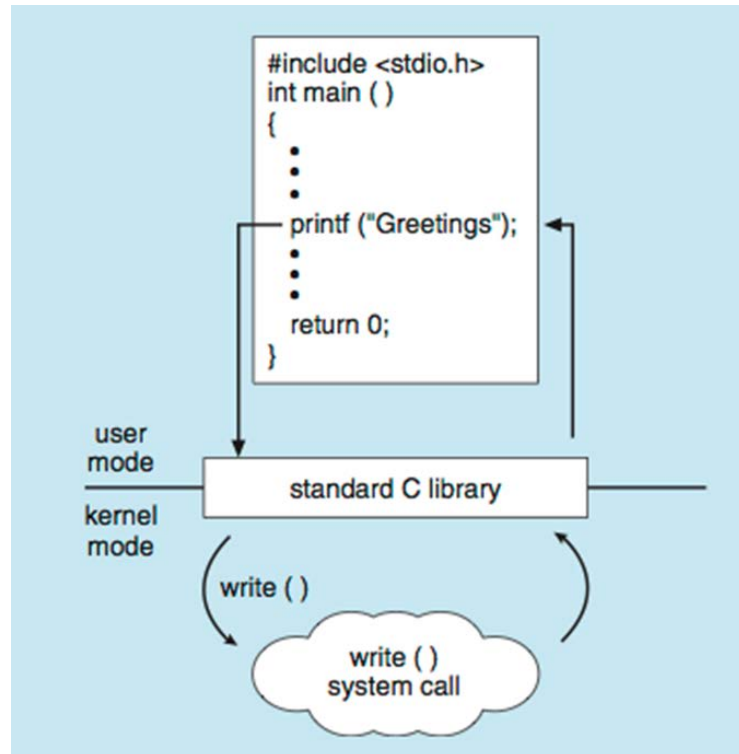 #include <stdio.h>
int main ( )
{
•
•
•
printf ("Greetings");
•
•
•
return 0;
}
user
mode
standard C library
kernel
mode
write ( )
write ( )
system call